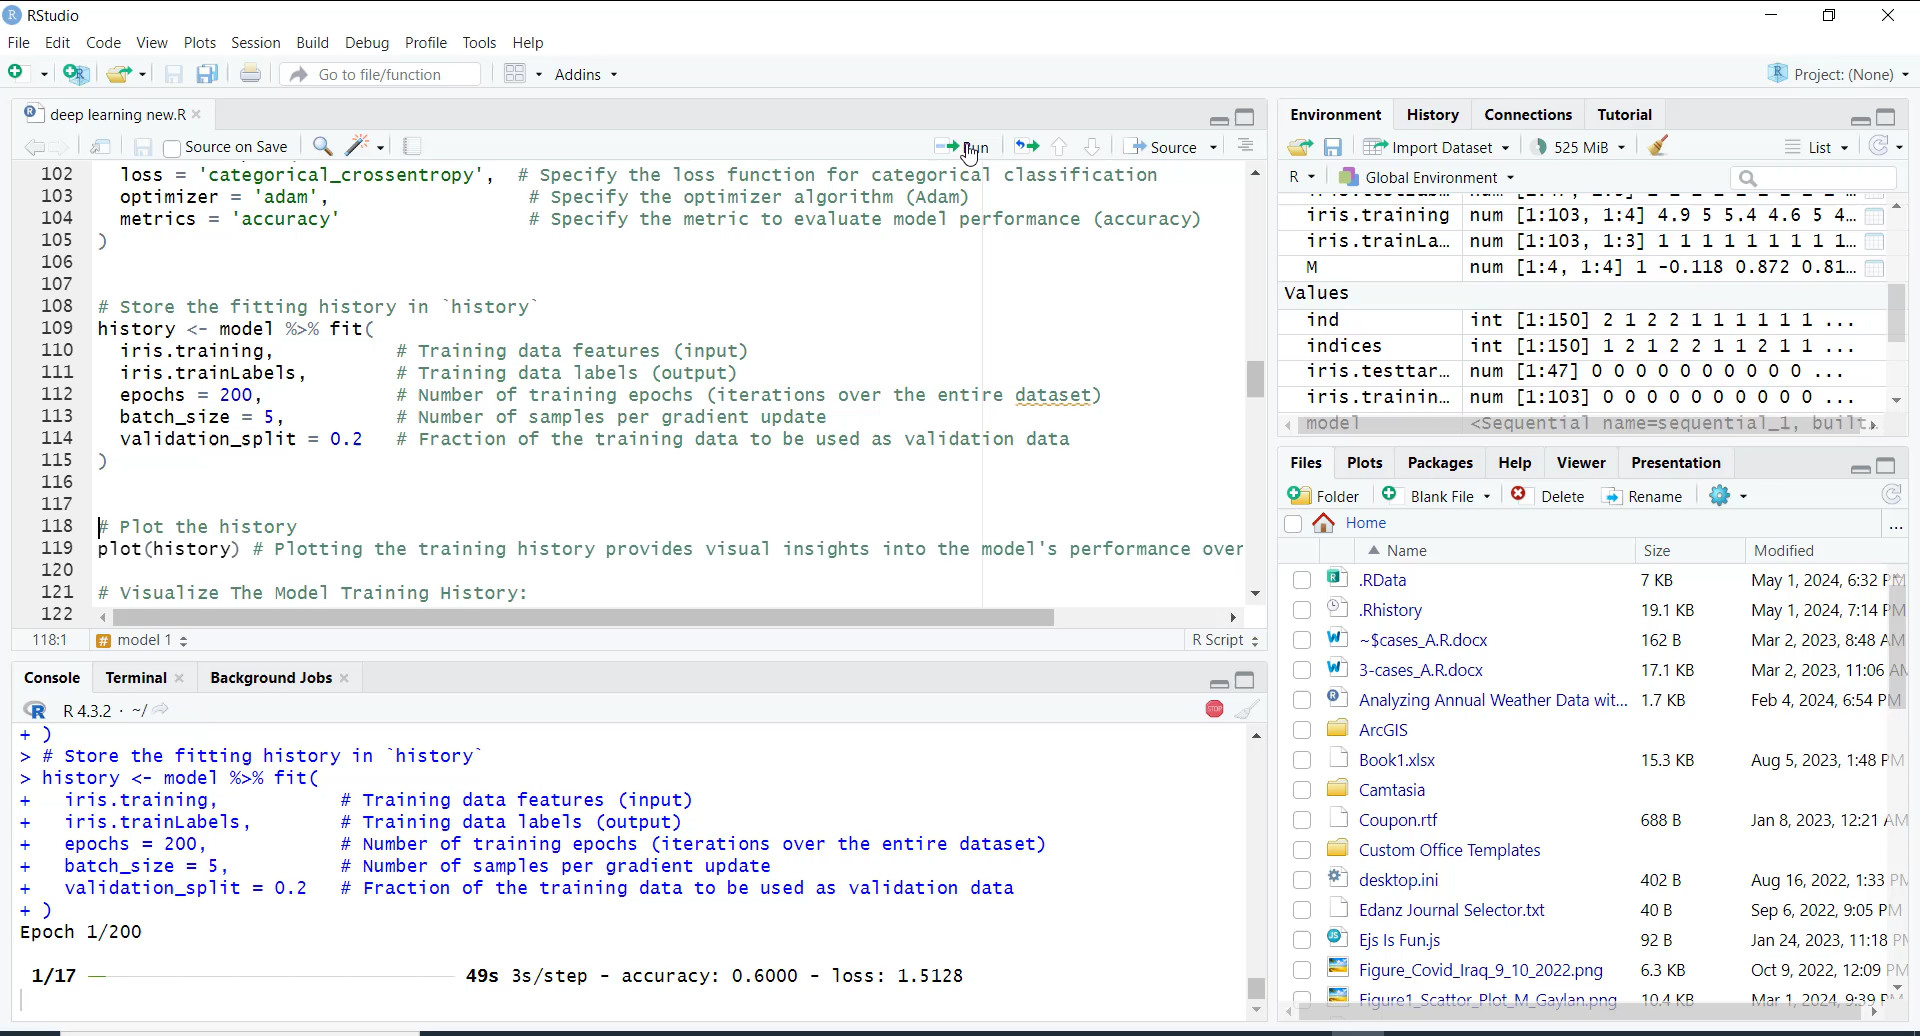 RStudio
File Edit Code View Plots Session Build Debug Profile Tools Help
Go to file/function Addins Project: (None)
deep learning new.R
Source on Save Run Source
102 loss = 'categorical_crossentropy', # Specify the loss function for categorical classification
103 optimizer = 'adam', # Specify the optimizer algorithm (Adam)
104 metrics = 'accuracy' # Specify the metric to evaluate model performance (accuracy)
105 )
106
107
108 # Store the fitting history in `history`
109 history <- model %>% fit(
110 iris.training, # Training data features (input)
111 iris.trainLabels, # Training data labels (output)
112 epochs = 200, # Number of training epochs (iterations over the entire dataset)
113 batch_size = 5, # Number of samples per gradient update
114 validation_split = 0.2 # Fraction of the training data to be used as validation data
115 )
116
117
118 # Plot the history
119 plot(history) # Plotting the training history provides visual insights into the model's performance over
120
121 # Visualize The Model Training History:
122
118:1 model 1 R Script
Console Terminal Background Jobs
R 4.3.2 · ~/
+ )
> # Store the fitting history in `history`
> history <- model %>% fit(
+ iris.training, # Training data features (input)
+ iris.trainLabels, # Training data labels (output)
+ epochs = 200, # Number of training epochs (iterations over the entire dataset)
+ batch_size = 5, # Number of samples per gradient update
+ validation_split = 0.2 # Fraction of the training data to be used as validation data
+ )
Epoch 1/200
1/17 49s 3s/step - accuracy: 0.6000 - loss: 1.5128
Environment History Connections Tutorial
Import Dataset 525 MiB List
R Global Environment
iris.training num [1:103, 1:4] 4.9 5 5.4 4.6 5 4…
iris.trainLa… num [1:103, 1:3] 1 1 1 1 1 1 1 1 1…
M num [1:4, 1:4] 1 -0.118 0.872 0.81…
Values
ind int [1:150] 2 1 2 2 1 1 1 1 1 1 ...
indices int [1:150] 1 2 1 2 2 1 1 2 1 1 ...
iris.testtar… num [1:47] 0 0 0 0 0 0 0 0 0 0 ...
iris.trainin… num [1:103] 0 0 0 0 0 0 0 0 0 0 ...
model <Sequential name=sequential_1, built…
Files Plots Packages Help Viewer Presentation
Folder Blank File Delete Rename
Home ...
Name Size Modified
.RData 7 KB May 1, 2024, 6:32 PM
.Rhistory 19.1 KB May 1, 2024, 7:14 PM
~$cases_A.R.docx 162 B Mar 2, 2023, 8:48 AM
3-cases_A.R.docx 17.1 KB Mar 2, 2023, 11:06 AM
Analyzing Annual Weather Data wit... 1.7 KB Feb 4, 2024, 6:54 PM
ArcGIS
Book1.xlsx 15.3 KB Aug 5, 2023, 1:48 PM
Camtasia
Coupon.rtf 688 B Jan 8, 2023, 12:21 AM
Custom Office Templates
desktop.ini 402 B Aug 16, 2022, 1:33 PM
Edanz Journal Selector.txt 40 B Sep 6, 2022, 9:05 PM
Ejs Is Fun.js 92 B Jan 24, 2023, 11:18 PM
Figure_Covid_Iraq_9_10_2022.png 6.3 KB Oct 9, 2022, 12:09 PM
Figure1_Scattor_Plot_M_Gaylan.png 10.4 KB Mar 1, 2024, 9:39 PM